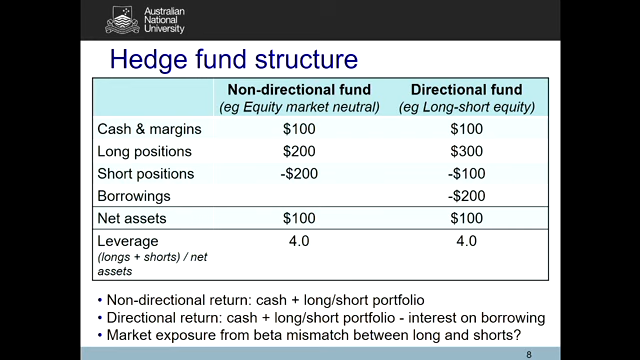 Australian
National
University
Hedge fund structure
Non-directional fund Directional fund
(eg Equity market neutral) (eg Long-short equity)
Cash & margins $100 $100
Long positions $200 $300
Short positions -$200 -$100
Borrowings -$200
Net assets $100 $100
Leverage 4.0 4.0
(longs + shorts) / net
assets
• Non-directional return: cash + long/short portfolio
• Directional return: cash + long/short portfolio - interest on borrowing
• Market exposure from beta mismatch between long and shorts?
8